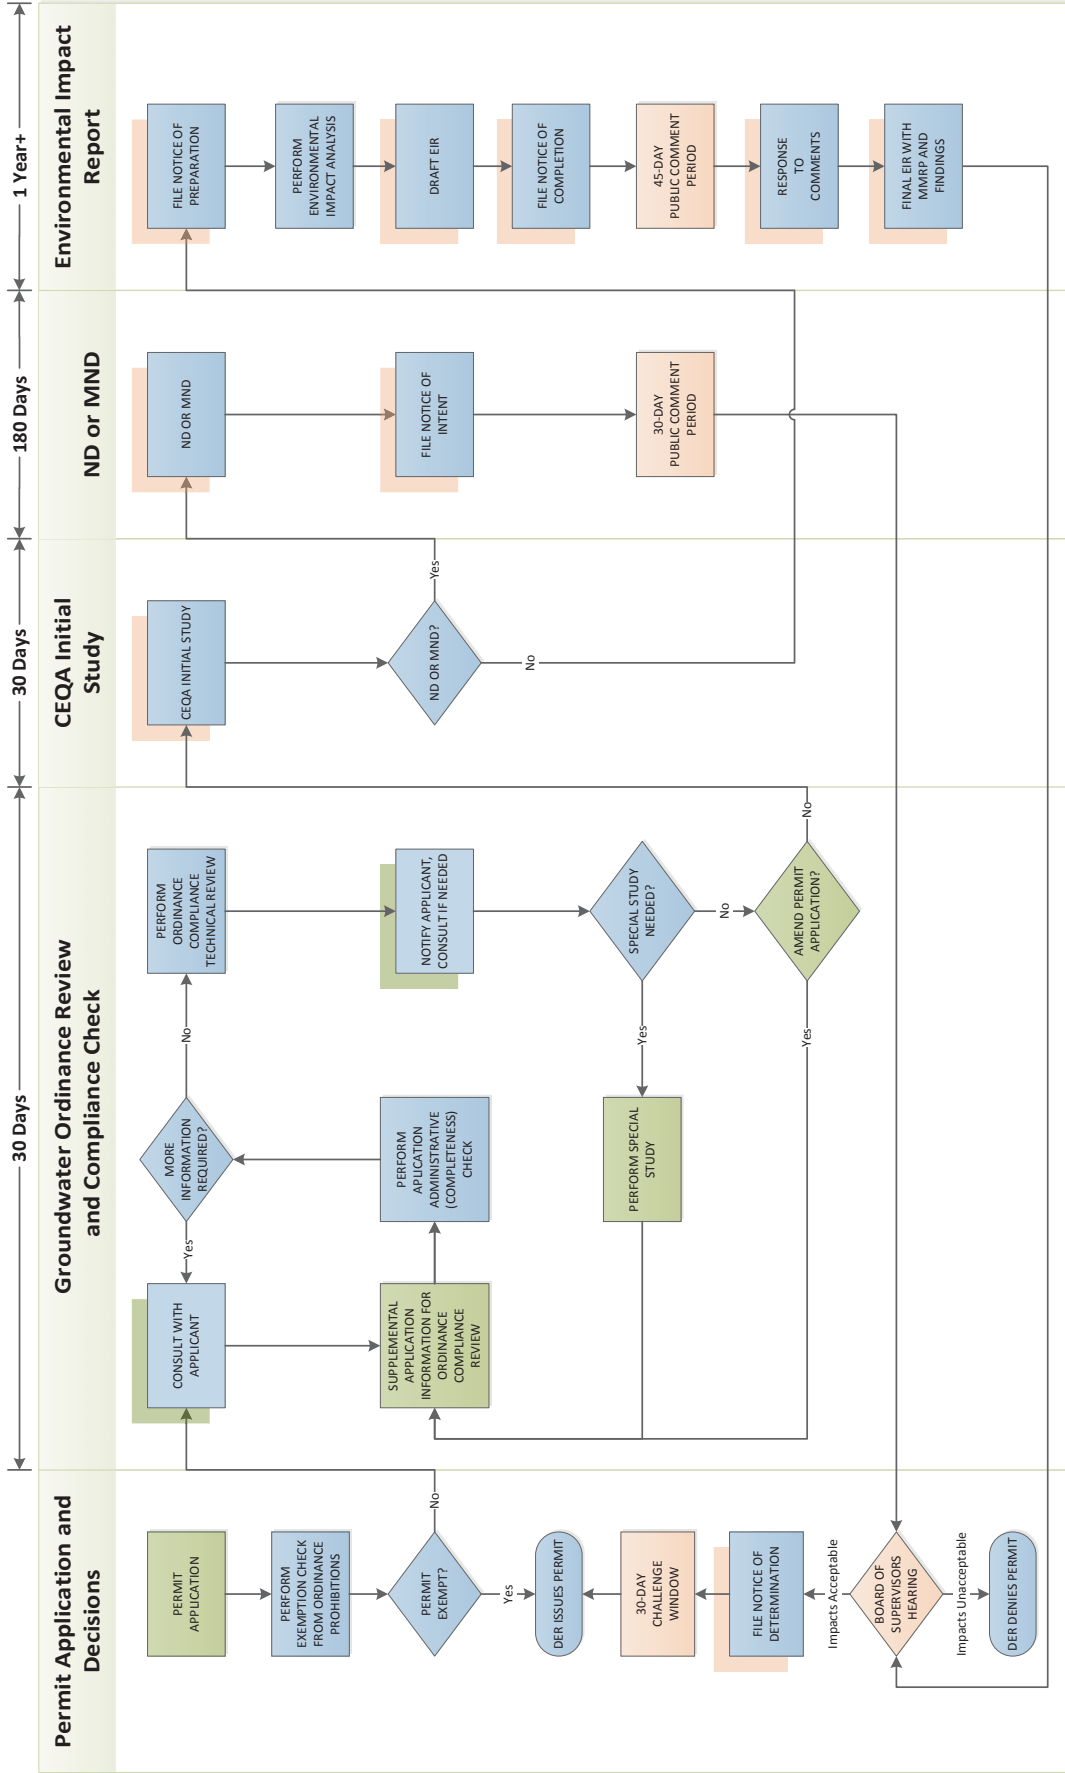 30 Days
30 Days
180 Days
1 Year+
Permit Application and
Decisions
Groundwater Ordinance Review
and Compliance Check
CEQA Initial
Study
ND or MND
Environmental Impact
Report
PERMIT
APPLICATION
PERFORM
EXEMPTION CHECK
FROM ORDINANCE
PROHIBITIONS
PERMIT
EXEMPT?
No
Yes
DER ISSUES PERMIT
30-DAY
CHALLENGE
WINDOW
FILE NOTICE OF
DETERMINATION
Impacts Acceptable
BOARD OF
SUPERVISORS
HEARING
Impacts Unacceptable
DER DENIES PERMIT
CONSULT WITH
APPLICANT
Yes
MORE
INFORMATION
REQUIRED?
No
PERFORM
ORDINANCE
COMPLIANCE
TECHNICAL REVIEW
SUPPLEMENTAL
APPLICATION
INFORMATION FOR
ORDINANCE
COMPLIANCE
REVIEW
PERFORM
APLICATION
ADMINISTRATIVE
(COMPLETENESS)
CHECK
NOTIFY APPLICANT,
CONSULT IF NEEDED
PERFORM SPECIAL
STUDY
Yes
SPECIAL STUDY
NEEDED?
No
Yes
AMEND PERMIT
APPLICATION?
No
CEQA INITIAL STUDY
ND OR MND?
Yes
No
ND OR MND
FILE NOTICE OF
INTENT
30-DAY
PUBLIC COMMENT
PERIOD
FILE NOTICE OF
PREPARATION
PERFORM
ENVIRONMENTAL
IMPACT ANALYSIS
DRAFT EIR
FILE NOTICE OF
COMPLETION
45-DAY
PUBLIC COMMENT
PERIOD
RESPONSE
TO
COMMENTS
FINAL EIR WITH
MMRP AND
FINDINGS